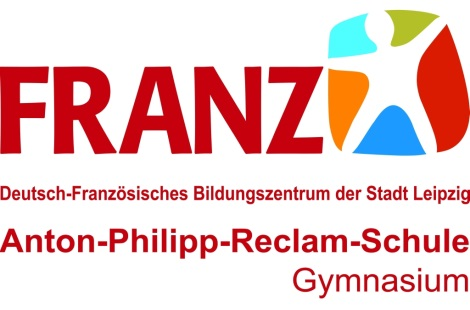 FRANZ
Deutsch-Französisches Bildungszentrum der Stadt Leipzig
Anton-Philipp-Reclam-Schule
Gymnasium